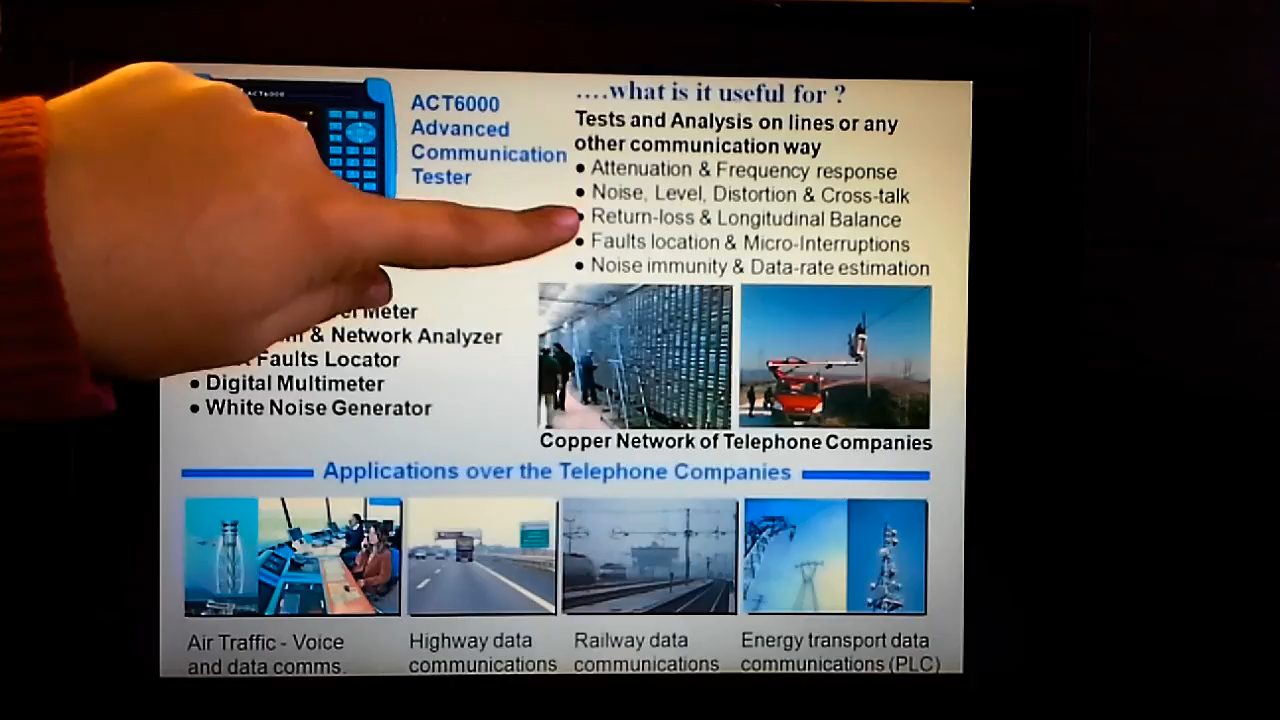 ACT6000
ACT6000
Advanced
Communication
Tester
....what is it useful for ?
Tests and Analysis on lines or any
other communication way
• Attenuation & Frequency response
• Noise, Level, Distortion & Cross-talk
• Return-loss & Longitudinal Balance
• Faults location & Micro-Interruptions
• Noise immunity & Data-rate estimation
Meter
& Network Analyzer
Faults Locator
• Digital Multimeter
• White Noise Generator
Copper Network of Telephone Companies
Applications over the Telephone Companies
Air Traffic - Voice
and data comms.
Highway data
communications
Railway data
communications
Energy transport data
communications (PLC)